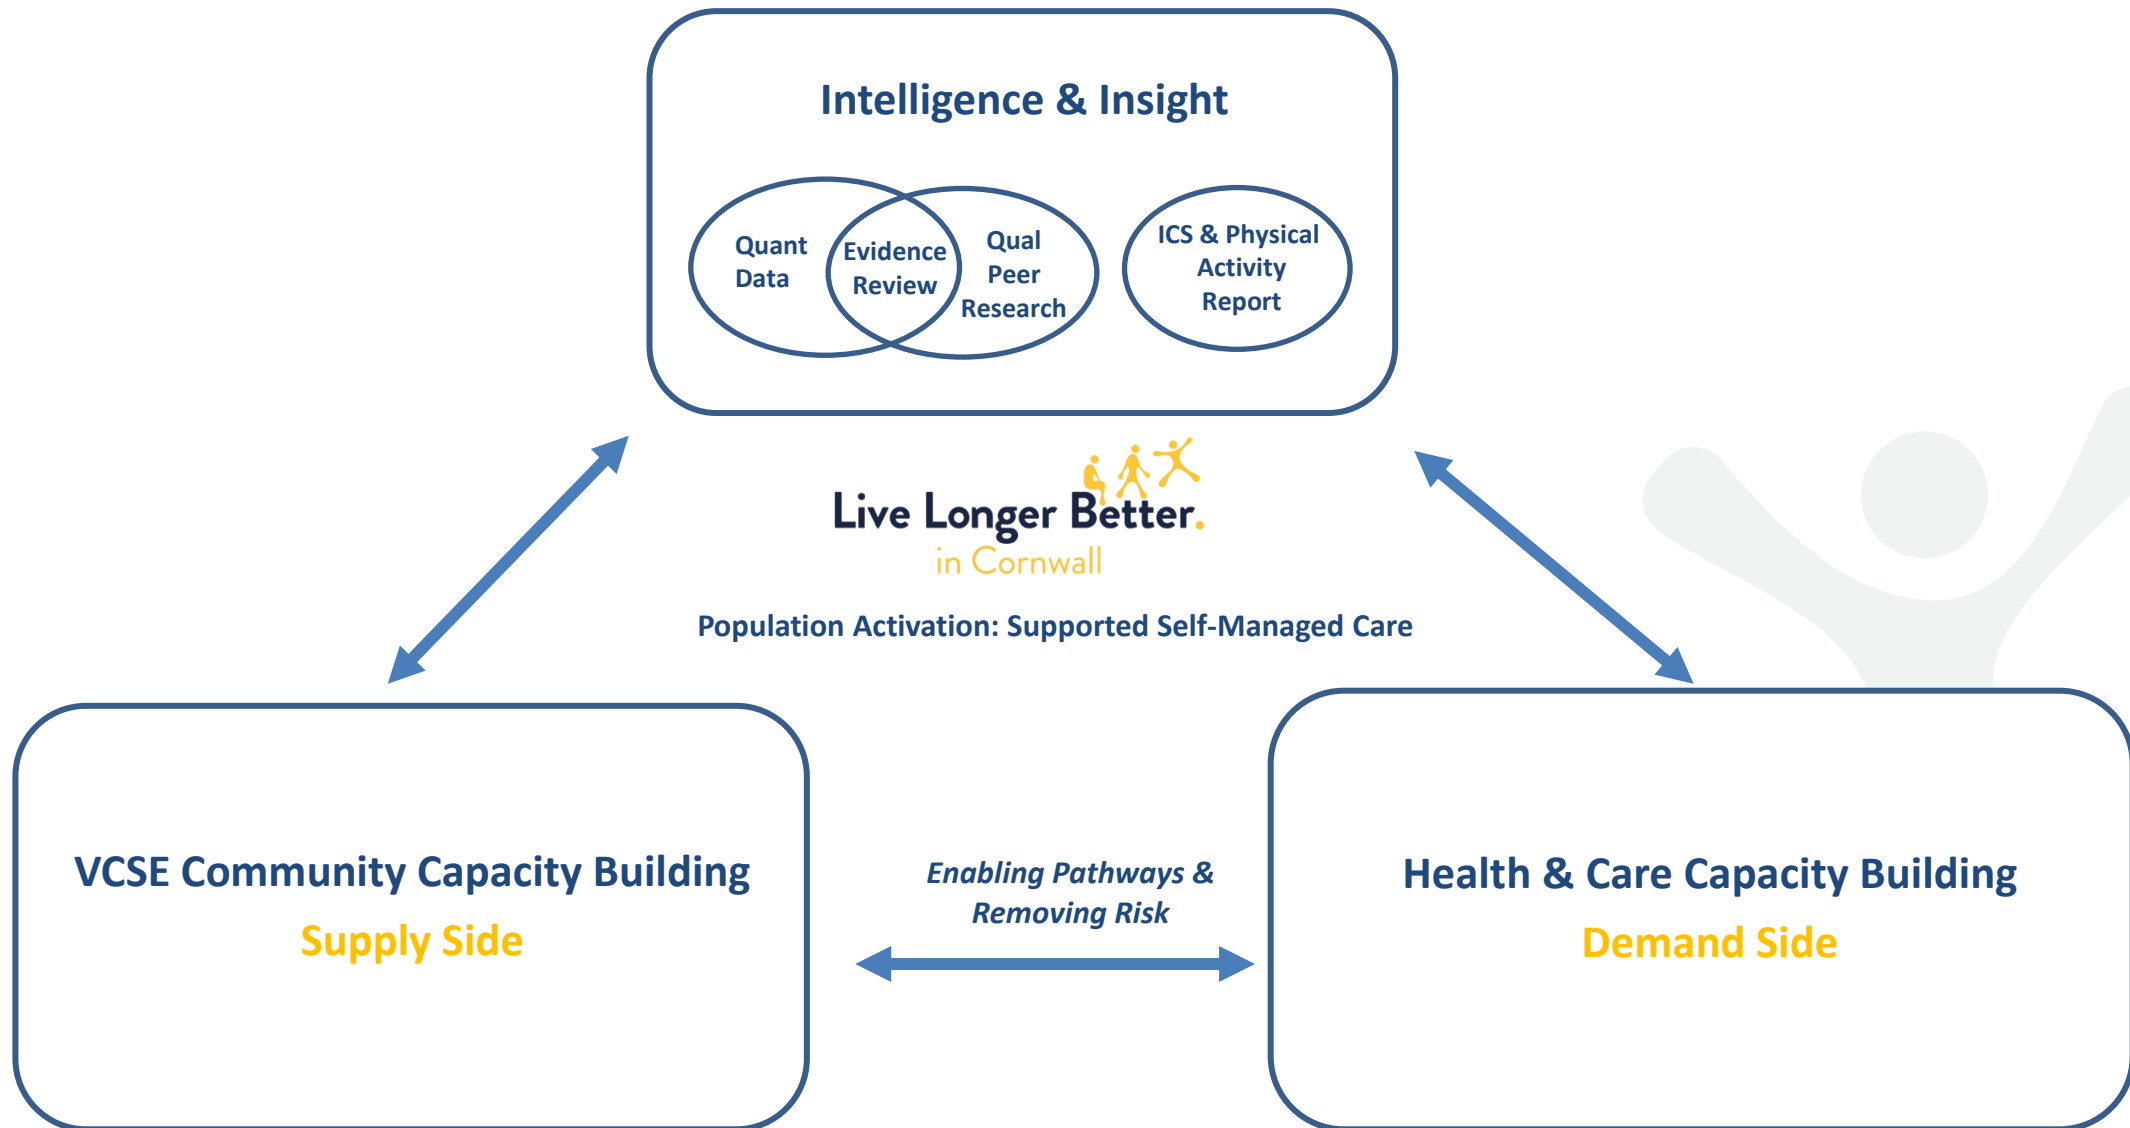 Intelligence & Insight
Quant
Data
Evidence
Review
Qual
Peer
Research
ICS & Physical
Activity
Report
Live Longer Better.
in Cornwall
Population Activation: Supported Self-Managed Care
VCSE Community Capacity Building
Supply Side
Enabling Pathways &
Removing Risk
Health & Care Capacity Building
Demand Side